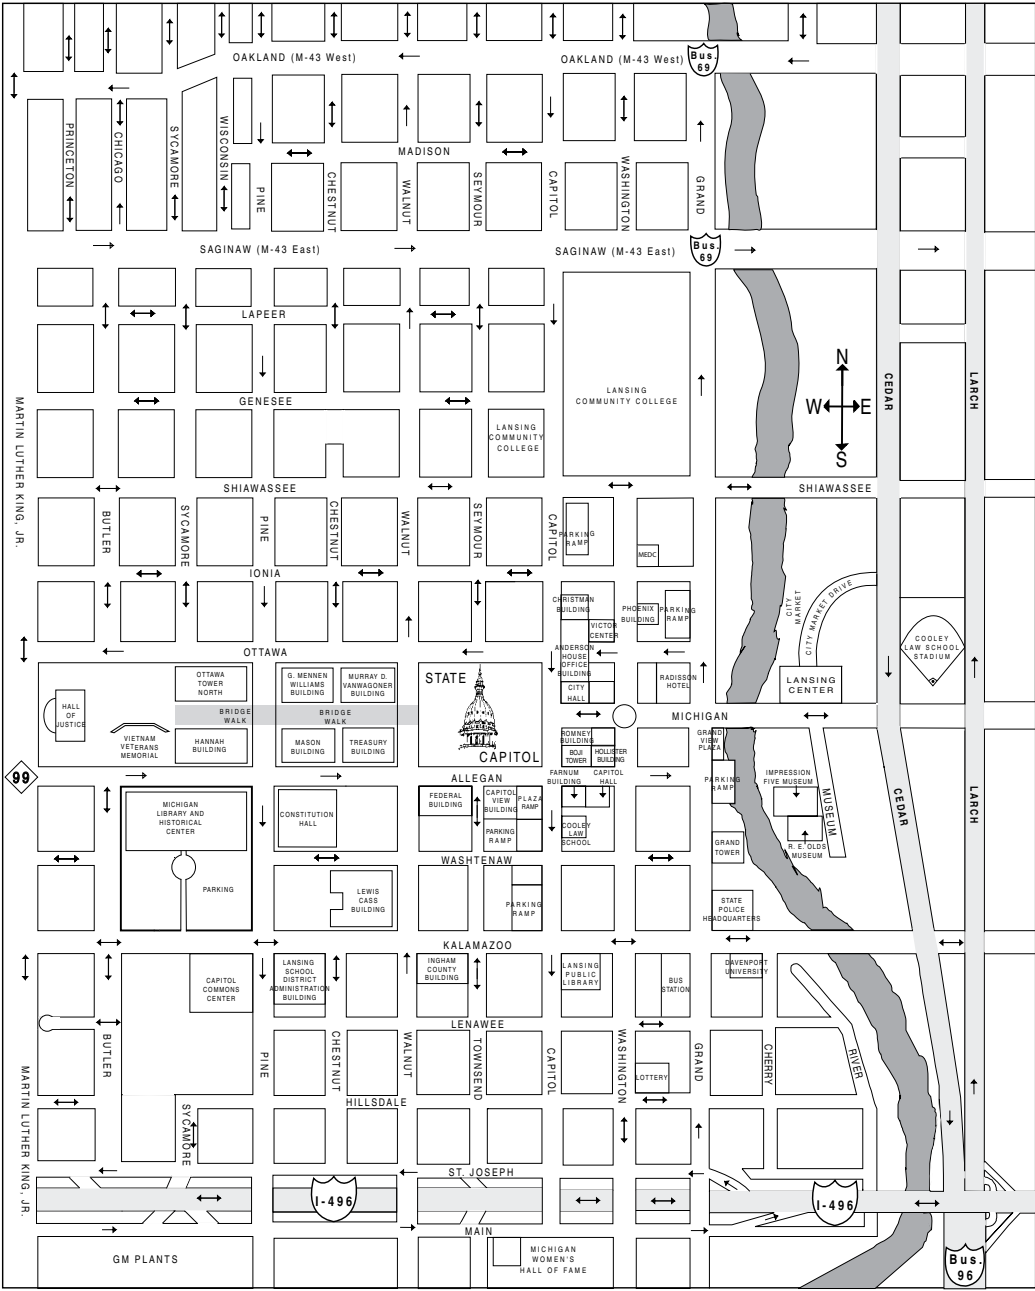 OAKLAND (M-43 West)
OAKLAND (M-43 West)
Bus.
69
PRINCETON
CHICAGO
SYCAMORE
WISCONSIN
PINE
CHESTNUT
MADISON
WALNUT
SEYMOUR
CAPITOL
WASHINGTON
GRAND
SAGINAW (M-43 East)
SAGINAW (M-43 East)
Bus.
69
LAPEER
GENESEE
LANSING
COMMUNITY COLLEGE
LANSING
COMMUNITY
COLLEGE
N
W
E
S
CEDAR
LARCH
MARTIN LUTHER KING, JR.
SHIAWASSEE
SHIAWASSEE
BUTLER
SYCAMORE
PINE
CHESTNUT
WALNUT
SEYMOUR
CAPITOL
PARKING
RAMP
MEDC
IONIA
CHRISTMAN
BUILDING
VICTOR
CENTER
PHOENIX
BUILDING
PARKING
RAMP
CITY
MARKET
CITY MARKET DRIVE
COOLEY
LAW SCHOOL
STADIUM
OTTAWA
ANDERSON
HOUSE
OFFICE
BUILDING
CITY
HALL
RADISSON
HOTEL
LANSING
CENTER
OTTAWA
TOWER
NORTH
G. MENNEN
WILLIAMS
BUILDING
MURRAY D.
VANWAGONER
BUILDING
STATE
CAPITOL
HALL
OF
JUSTICE
BRIDGE
WALK
BRIDGE
WALK
MICHIGAN
VIETNAM
VETERANS
MEMORIAL
HANNAH
BUILDING
MASON
BUILDING
TREASURY
BUILDING
ROMNEY
BUILDING
BOJI
TOWER
HOLLISTER
BUILDING
GRAND
VIEW
PLAZA
99
ALLEGAN
FARNUM
BUILDING
CAPITOL
HALL
PARKING
RAMP
IMPRESSION
FIVE MUSEUM
MUSEUM
CEDAR
LARCH
MICHIGAN
LIBRARY AND
HISTORICAL
CENTER
CONSTITUTION
HALL
FEDERAL
BUILDING
CAPITOL
VIEW
BUILDING
PLAZA
RAMP
PARKING
RAMP
COOLEY
LAW
SCHOOL
GRAND
TOWER
R. E. OLDS
MUSEUM
WASHTENAW
PARKING
LEWIS
CASS
BUILDING
PARKING
RAMP
STATE
POLICE
HEADQUARTERS
KALAMAZOO
CAPITOL
COMMONS
CENTER
LANSING
SCHOOL
DISTRICT
ADMINISTRATION
BUILDING
INGHAM
COUNTY
BUILDING
LANSING
PUBLIC
LIBRARY
BUS
STATION
DAVENPORT
UNIVERSITY
LENAWEE
BUTLER
PINE
CHESTNUT
WALNUT
TOWNSEND
CAPITOL
WASHINGTON
LOTTERY
GRAND
CHERRY
RIVER
MARTIN LUTHER KING, JR.
HILLSDALE
SYCAMORE
ST. JOSEPH
I-496
I-496
MAIN
GM PLANTS
MICHIGAN
WOMEN'S
HALL OF FAME
Bus.
96